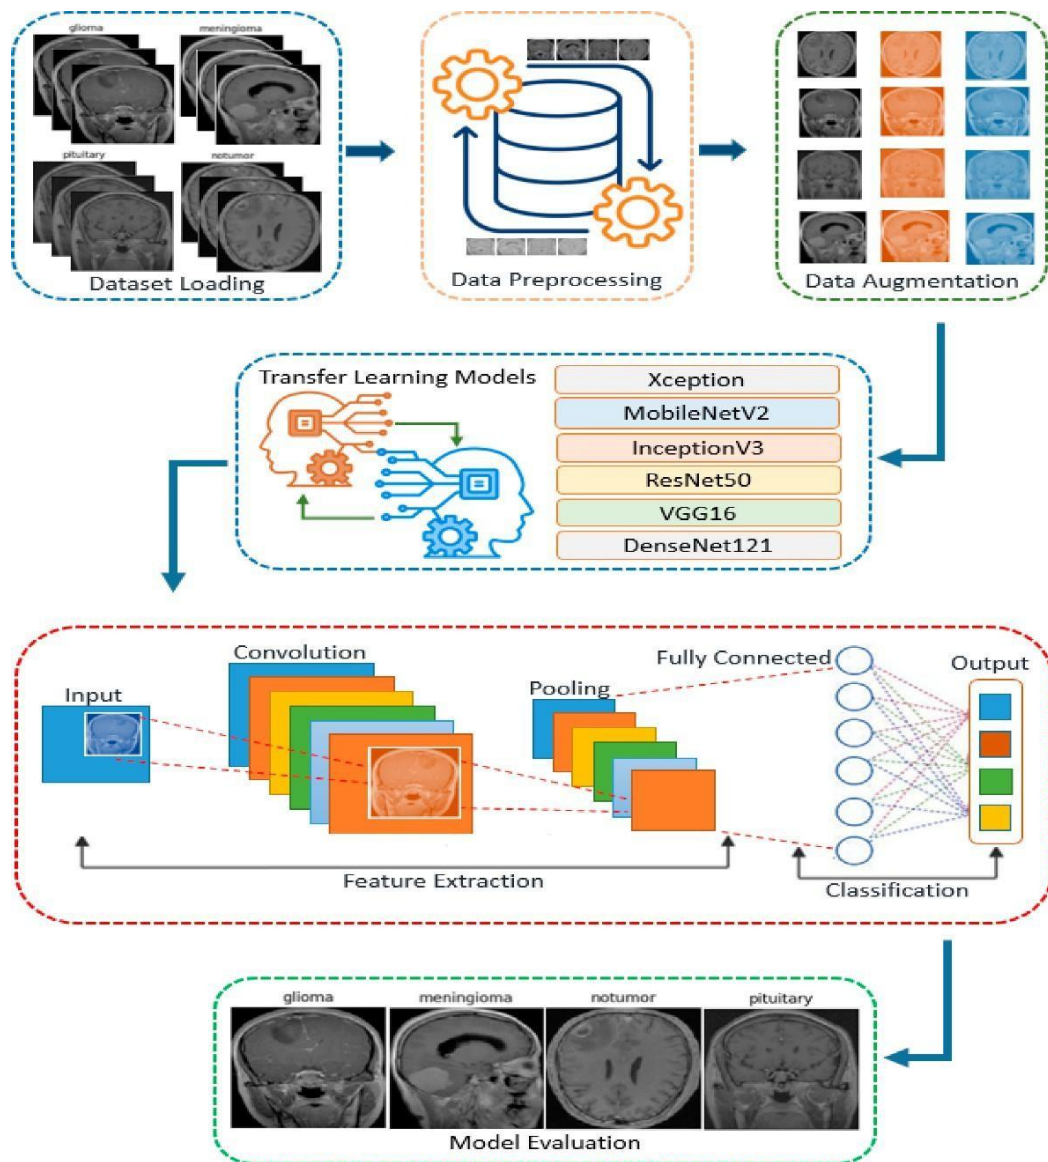 glioma
meningioma
pituitary
notumor
Dataset Loading
Data Preprocessing
Data Augmentation
Transfer Learning Models
Xception
MobileNetV2
InceptionV3
ResNet50
VGG16
DenseNet121
Input
Convolution
Pooling
Fully Connected
Output
Feature Extraction
Classification
glioma
meningioma
notumor
pituitary
Model Evaluation